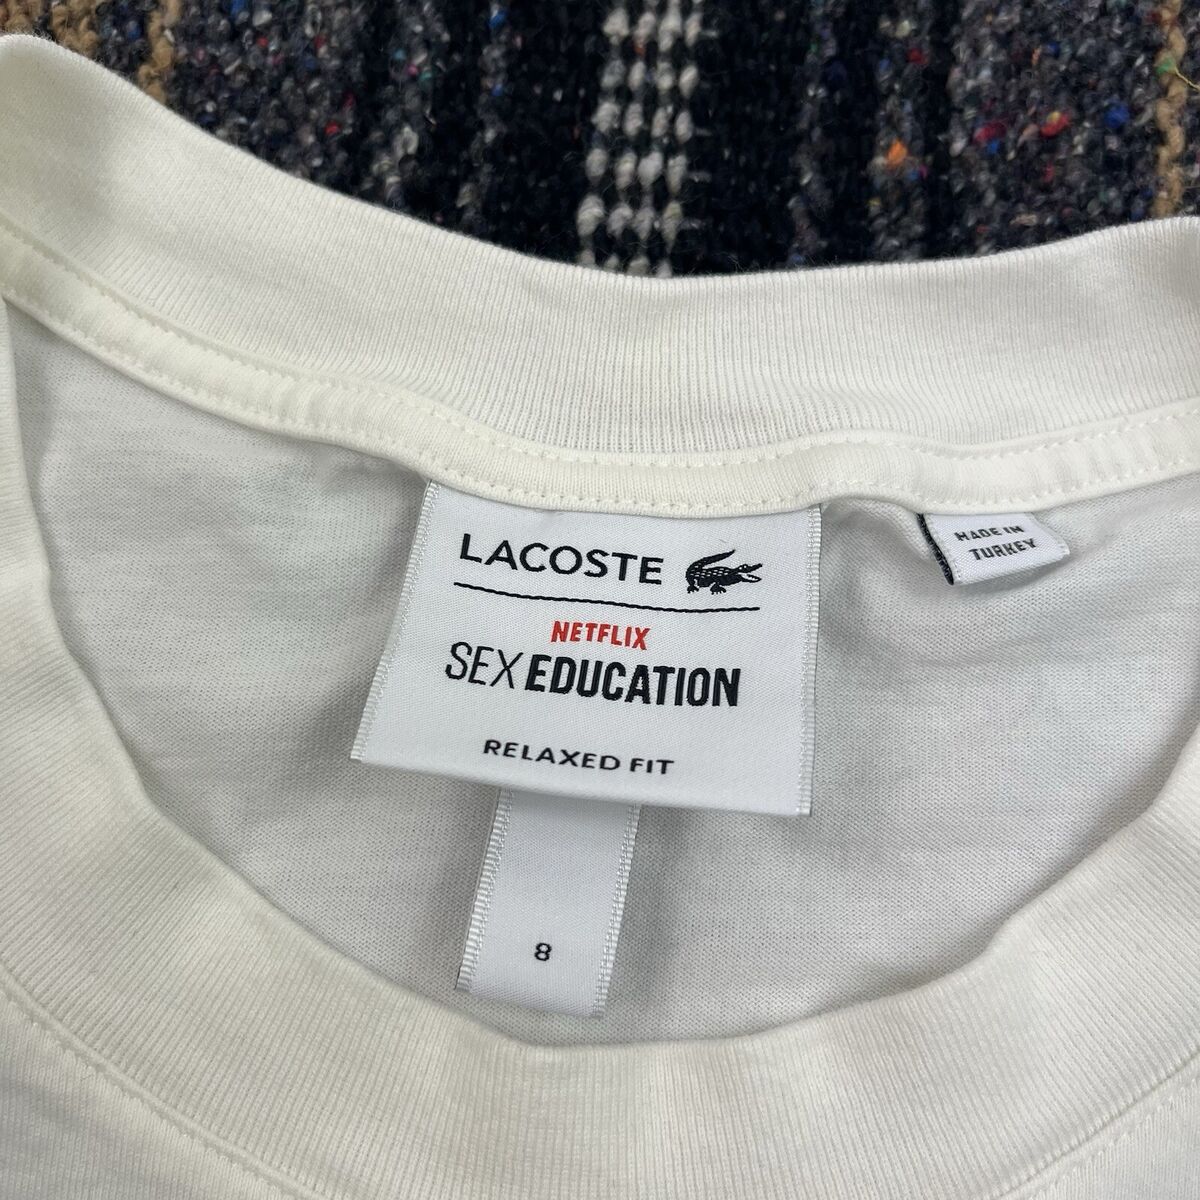 LACOSTE
NETFLIX
SEX EDUCATION
RELAXED FIT
8
MADE IN
TURKEY